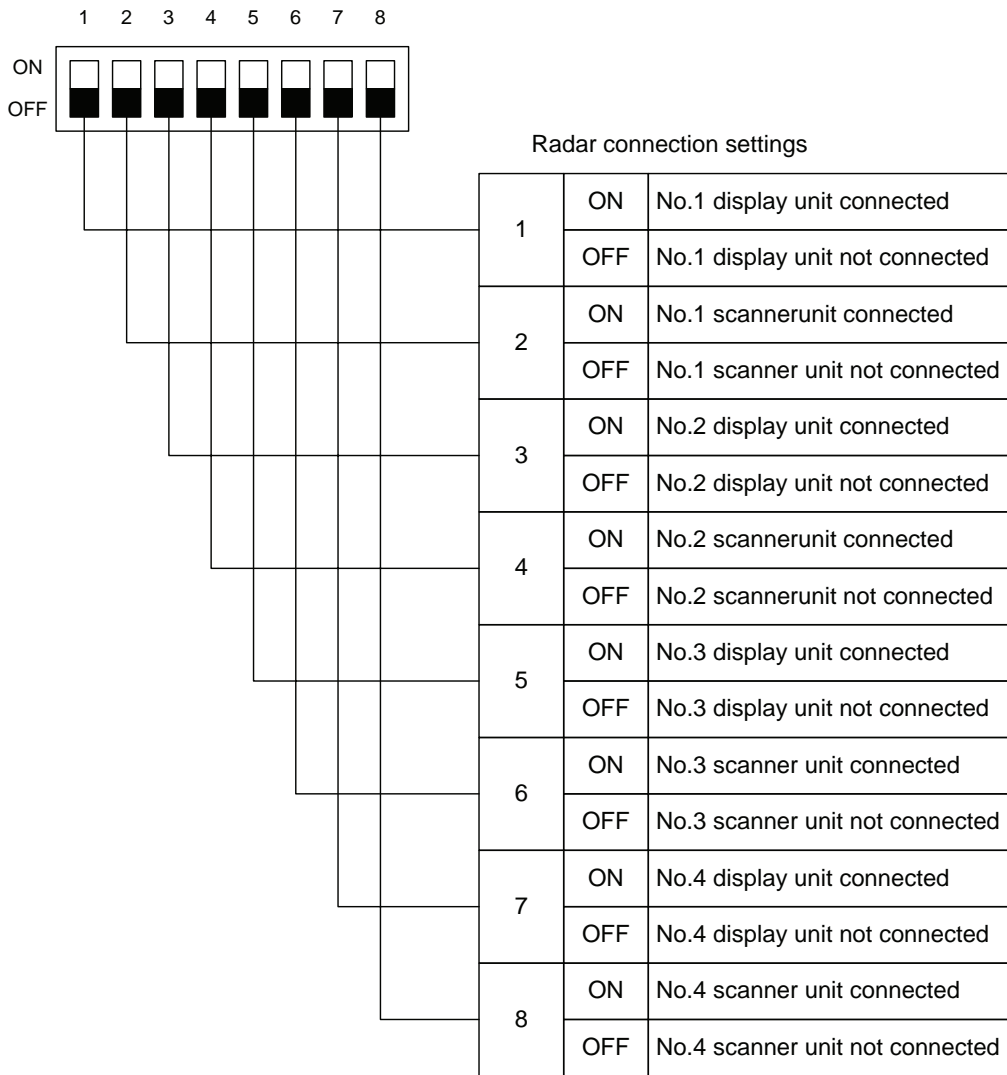 1 2 3 4 5 6 7 8
ON
OFF
Radar connection settings
1 ON No.1 display unit connected
OFF No.1 display unit not connected
2 ON No.1 scannerunit connected
OFF No.1 scanner unit not connected
3 ON No.2 display unit connected
OFF No.2 display unit not connected
4 ON No.2 scannerunit connected
OFF No.2 scannerunit not connected
5 ON No.3 display unit connected
OFF No.3 display unit not connected
6 ON No.3 scanner unit connected
OFF No.3 scanner unit not connected
7 ON No.4 display unit connected
OFF No.4 display unit not connected
8 ON No.4 scanner unit connected
OFF No.4 scanner unit not connected